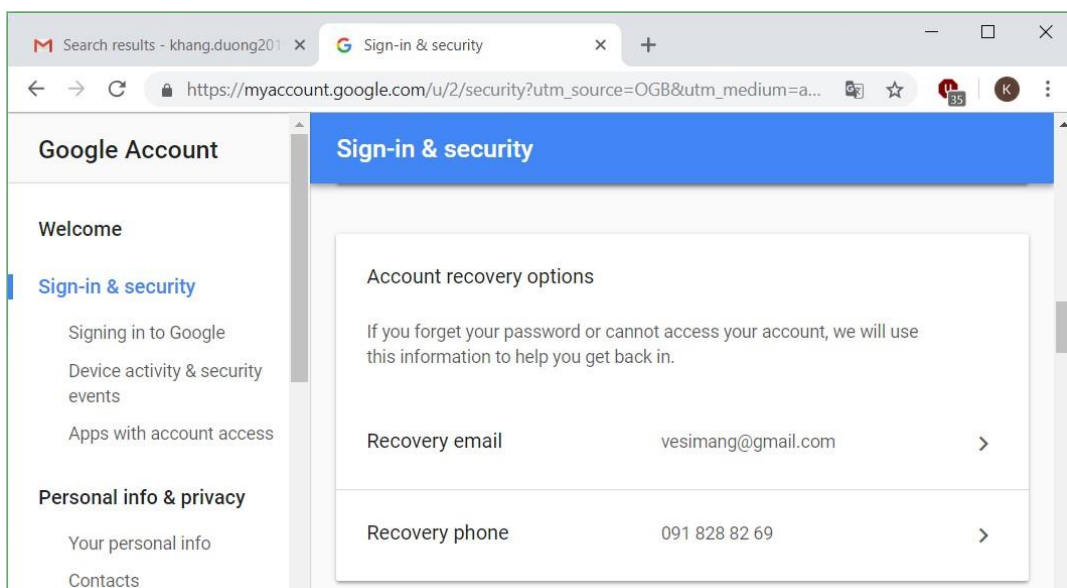 Search results - khang.duong201
Sign-in & security
https://myaccount.google.com/u/2/security?utm_source=OGB&utm_medium=a...
35
K
Google Account
Sign-in & security
Welcome
Sign-in & security
Signing in to Google
Device activity & security
events
Apps with account access
Personal info & privacy
Your personal info
Contacts
Account recovery options
If you forget your password or cannot access your account, we will use
this information to help you get back in.
Recovery email vesimang@gmail.com
Recovery phone 091 828 82 69